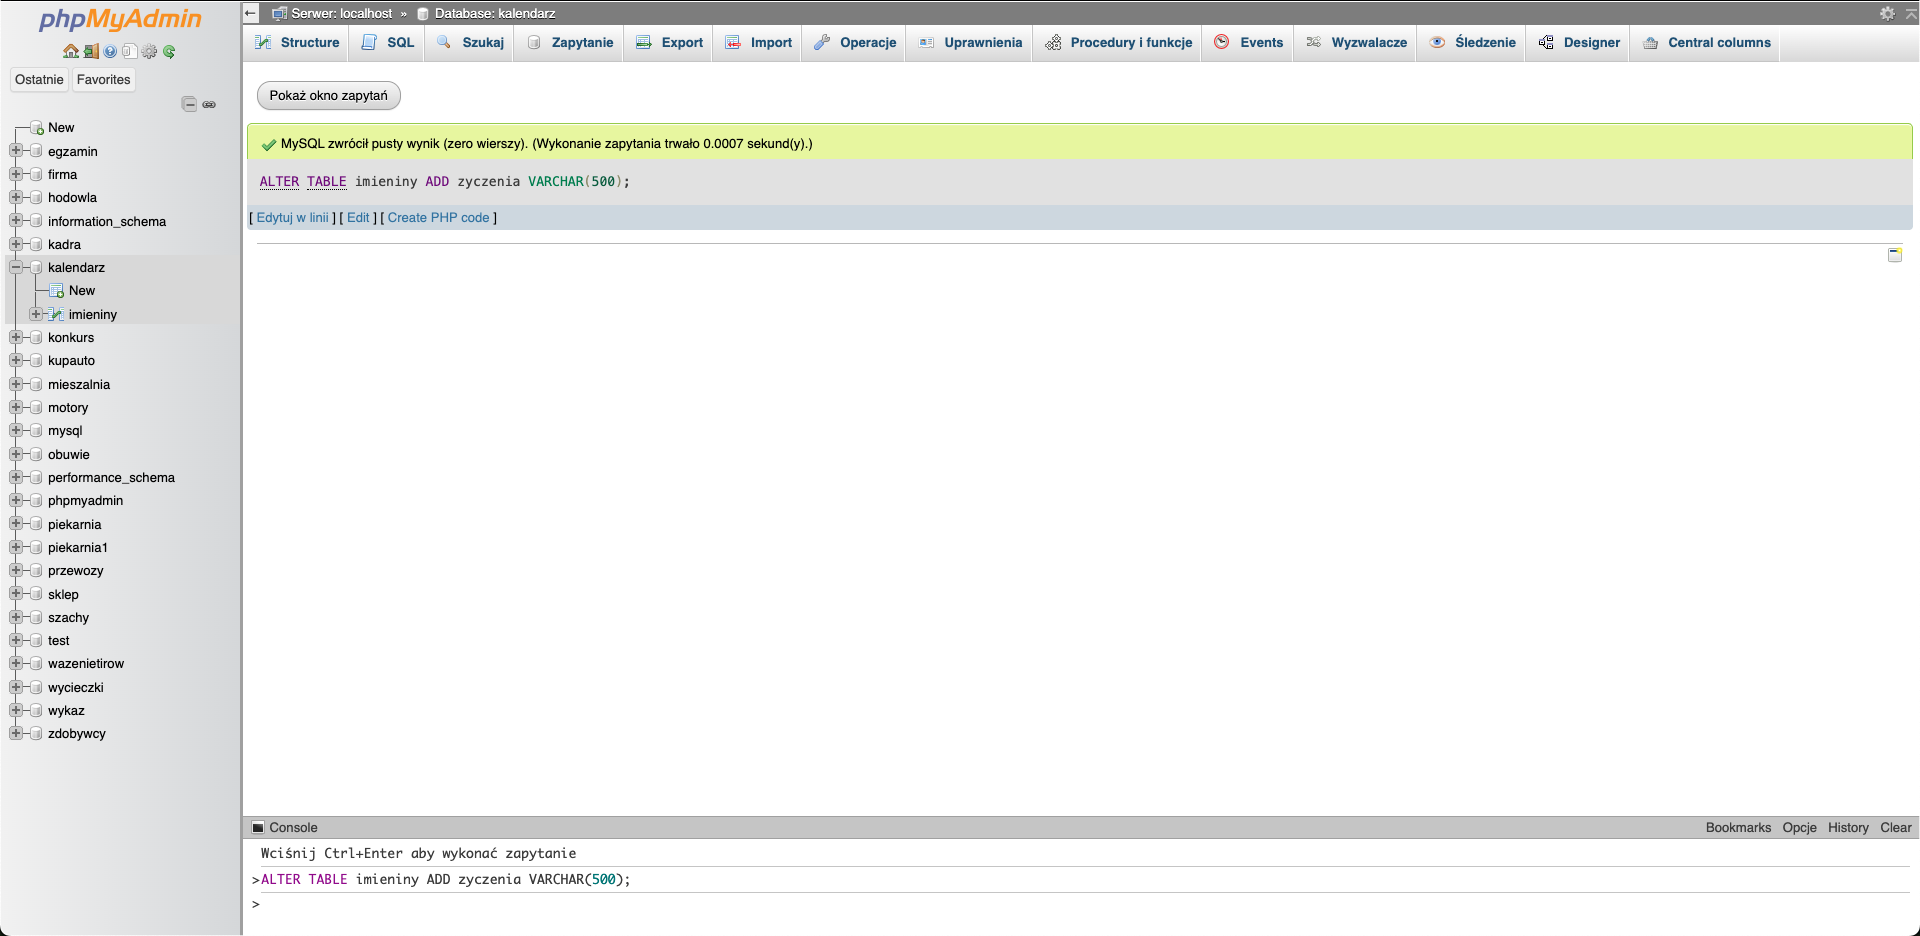 phpMyAdmin
Ostatnie Favorites
New
egzamin
firma
hodowla
information_schema
kadra
kalendarz
New
imieniny
konkurs
kupauto
mieszalnia
motory
mysql
obuwie
performance_schema
phpmyadmin
piekarnia
piekarnia1
przewozy
sklep
szachy
test
wazenietirow
wycieczki
wykaz
zdobywcy
Serwer: localhost » Database: kalendarz
Structure SQL Szukaj Zapytanie Export Import Operacje Uprawnienia Procedury i funkcje Events Wyzwalacze Śledzenie Designer Central columns
Pokaż okno zapytań
MySQL zwrócił pusty wynik (zero wierszy). (Wykonanie zapytania trwało 0.0007 sekund(y).)
ALTER TABLE imieniny ADD zyczenia VARCHAR(500);
[ Edytuj w linii ] [ Edit ] [ Create PHP code ]
Console Bookmarks Opcje History Clear
Wciśnij Ctrl+Enter aby wykonać zapytanie
>ALTER TABLE imieniny ADD zyczenia VARCHAR(500);
>